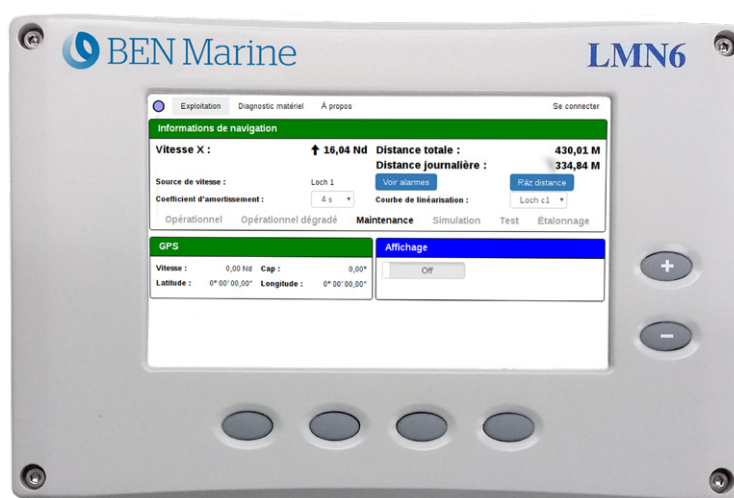 BEN Marine
LMN6
Exploitation Diagnostic matériel À propos Se connecter
Informations de navigation
Vitesse X : 16,04 Nd Distance totale : 430,01 M
Distance journalière : 334,84 M
Source de vitesse : Loch 1 Voir alarmes Ràz distance
Coefficient d'amortissement : 4 s Courbe de linéarisation : Loch c1
Opérationnel Opérationnel dégradé Maintenance Simulation Test Étalonnage
GPS Affichage
Vitesse : 0,00 Nd Cap : 0,00° Off
Latitude : 0° 00' 00,00" Longitude : 0° 00' 00,00"
+
−